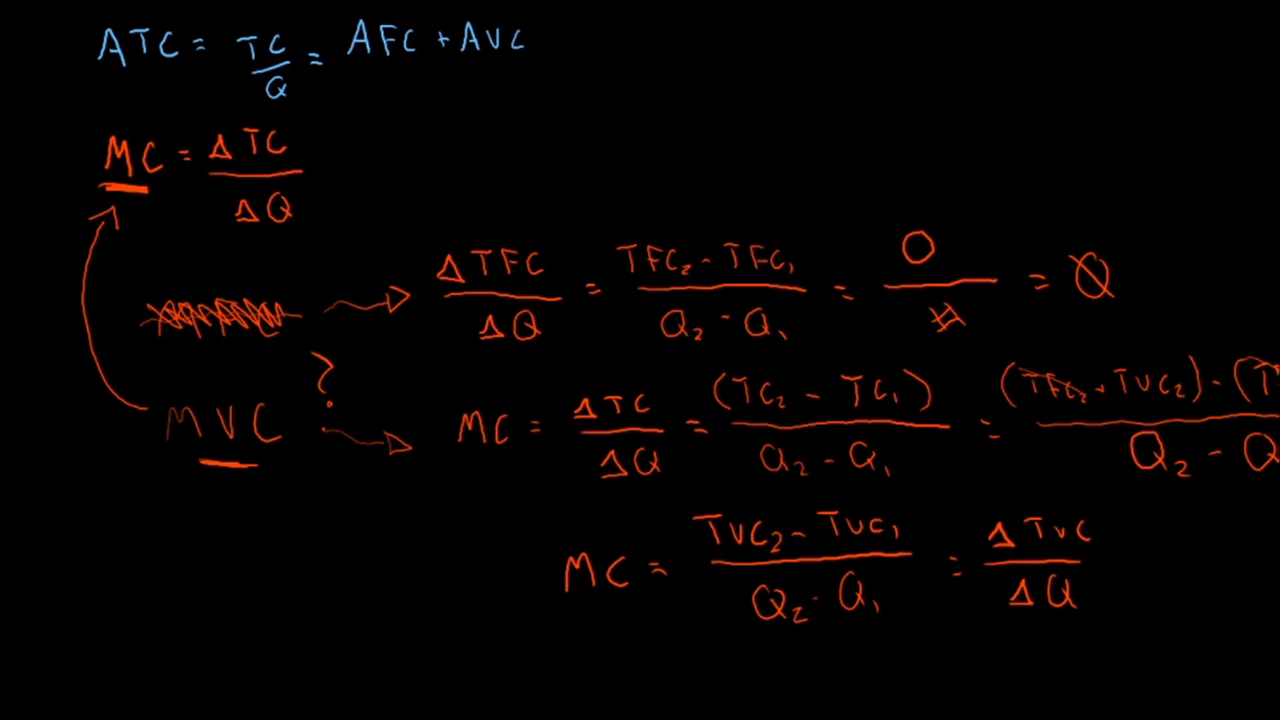 ATC = TC/Q = AFC + AVC
MC = ΔTC/ΔQ
ΔTFC/ΔQ = TFC₂ - TFC₁/Q₂ - Q₁ = 0/# = 0
?
MVC
MC = ΔTC/ΔQ = (TC₂ - TC₁)/Q₂ - Q₁ = (TFC₂ + TVC₂) - (T/Q₂ - Q
MC = TVC₂ - TVC₁/Q₂ - Q₁ = ΔTVC/ΔQ